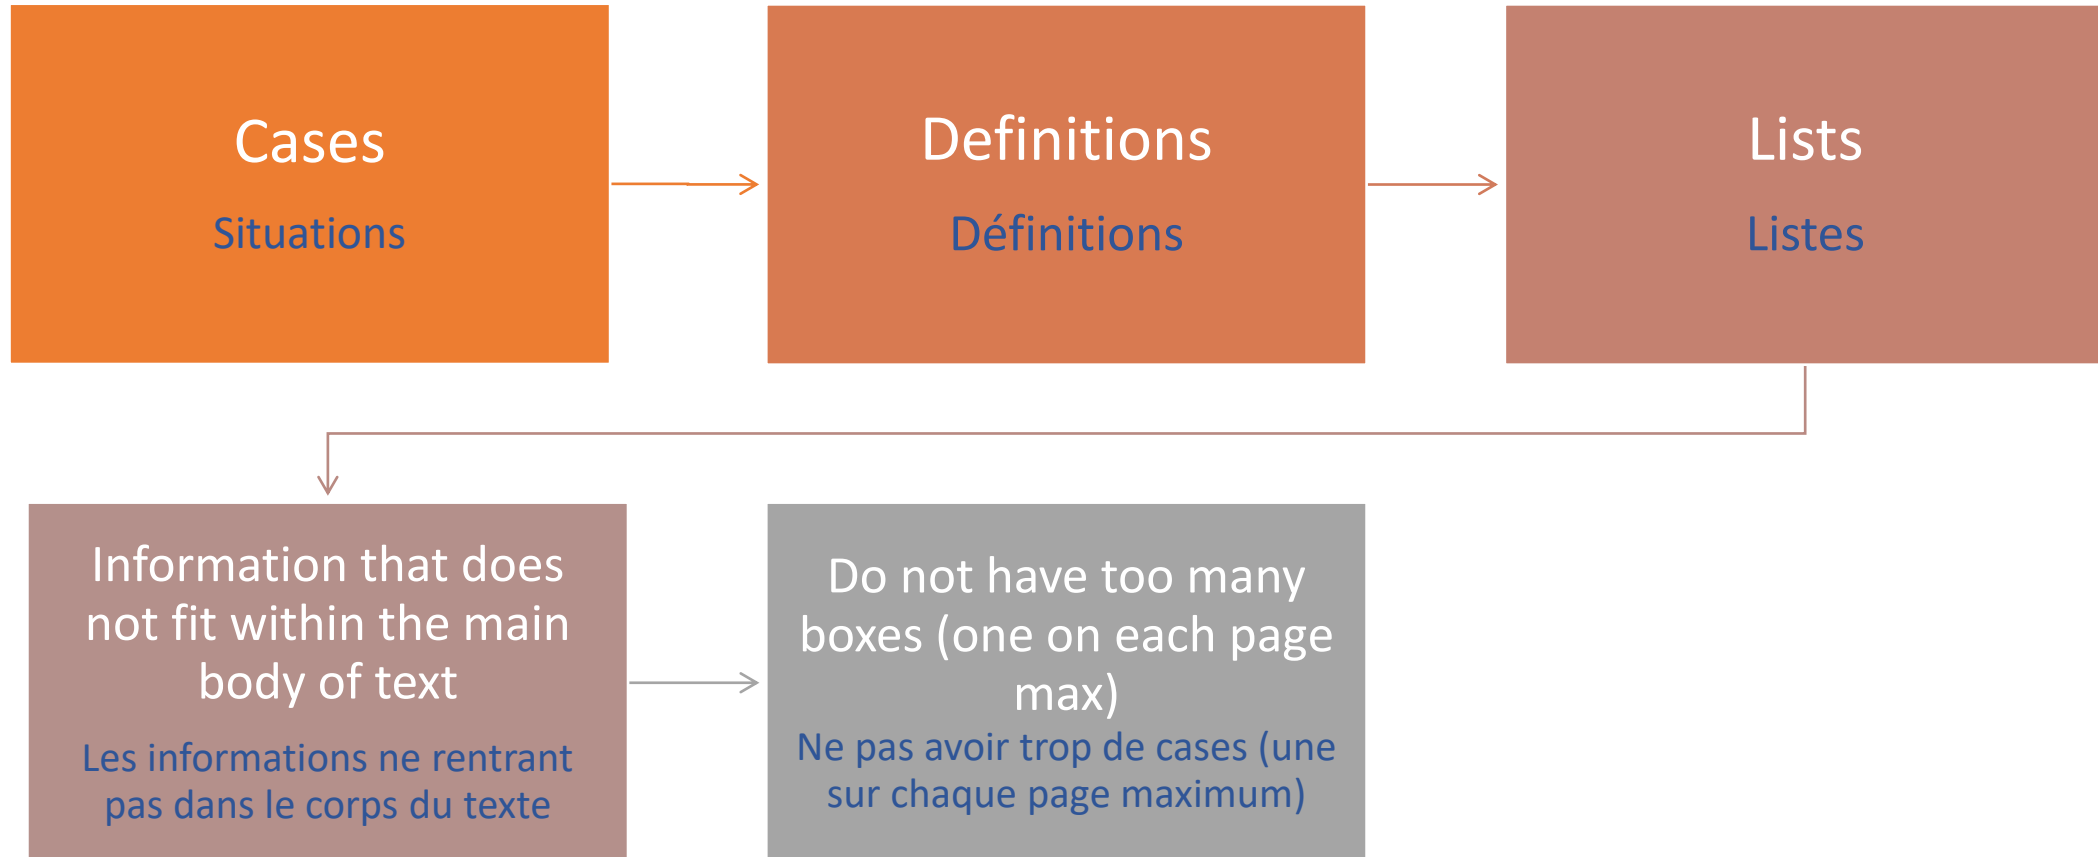 Cases
Situations
Definitions
Définitions
Lists
Listes
Information that does
not fit within the main
body of text
Les informations ne rentrant
pas dans le corps du texte
Do not have too many
boxes (one on each page
max)
Ne pas avoir trop de cases (une
sur chaque page maximum)